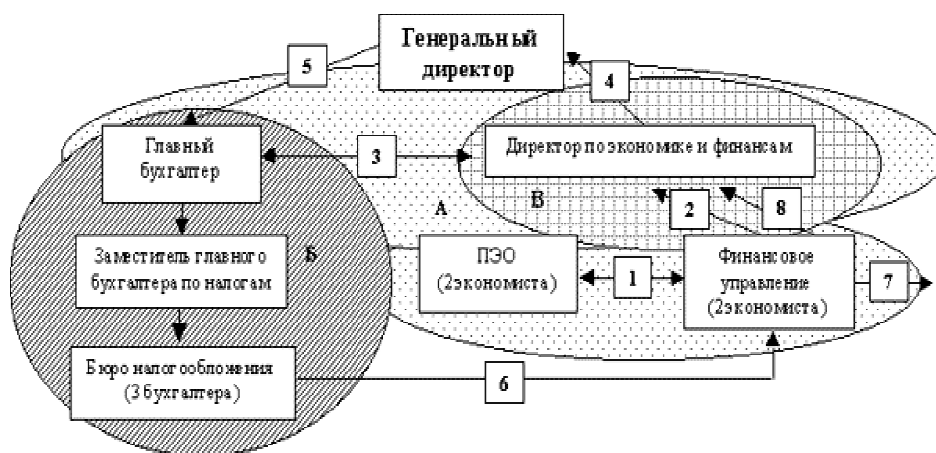 Генеральный
директор
5
4
Главный
бухгалтер
3
Директор по экономике и финансам
А
В
2
8
Заместитель главного
бухгалтера по налогам
Б
ПЭО
(2экономиста)
1
Финансовое
управление
(2экономиста)
7
Бюро налогообложения
(3 бухгалтера)
6